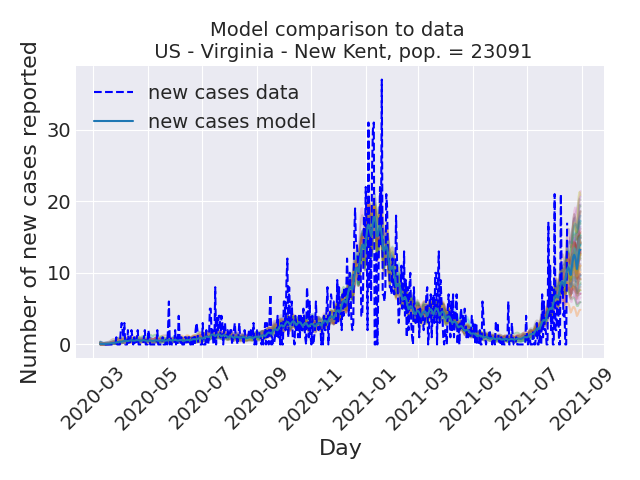 Model comparison to data
US - Virginia - New Kent, pop. = 23091
new cases data
new cases model
Number of new cases reported
30
20
10
0
2020-03
2020-05
2020-07
2020-09
2020-11
2021-01
2021-03
2021-05
2021-07
2021-09
Day